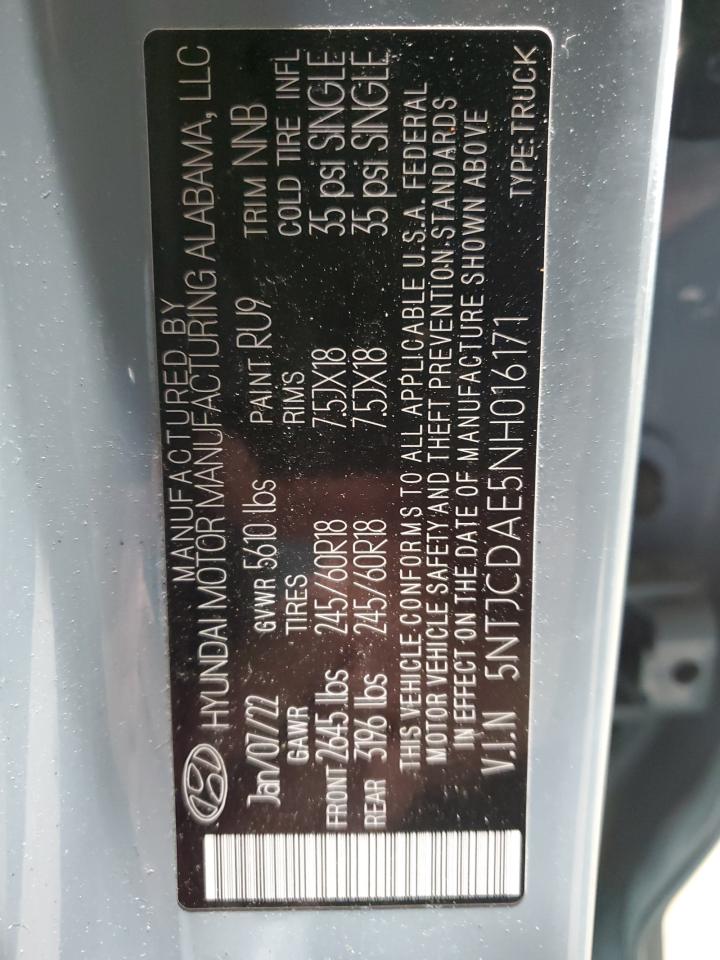 MANUFACTURED BY
HYUNDAI MOTOR MANUFACTURING ALABAMA, LLC
Jan/07/22 GVWR 5610 lbs PAINT RU9 TRIM NNB
GAWR TIRES RIMS COLD TIRE INFL
FRONT 2645 lbs 245/60R18 7.5JX18 35 psi SINGLE
REAR 3196 lbs 245/60R18 7.5JX18 35 psi SINGLE
THIS VEHICLE CONFORMS TO ALL APPLICABLE U.S.A. FEDERAL
MOTOR VEHICLE SAFETY AND THEFT PREVENTION STANDARDS
IN EFFECT ON THE DATE OF MANUFACTURE SHOWN ABOVE
V.I.N 5NTJCDAE5NH016171 TYPE:TRUCK